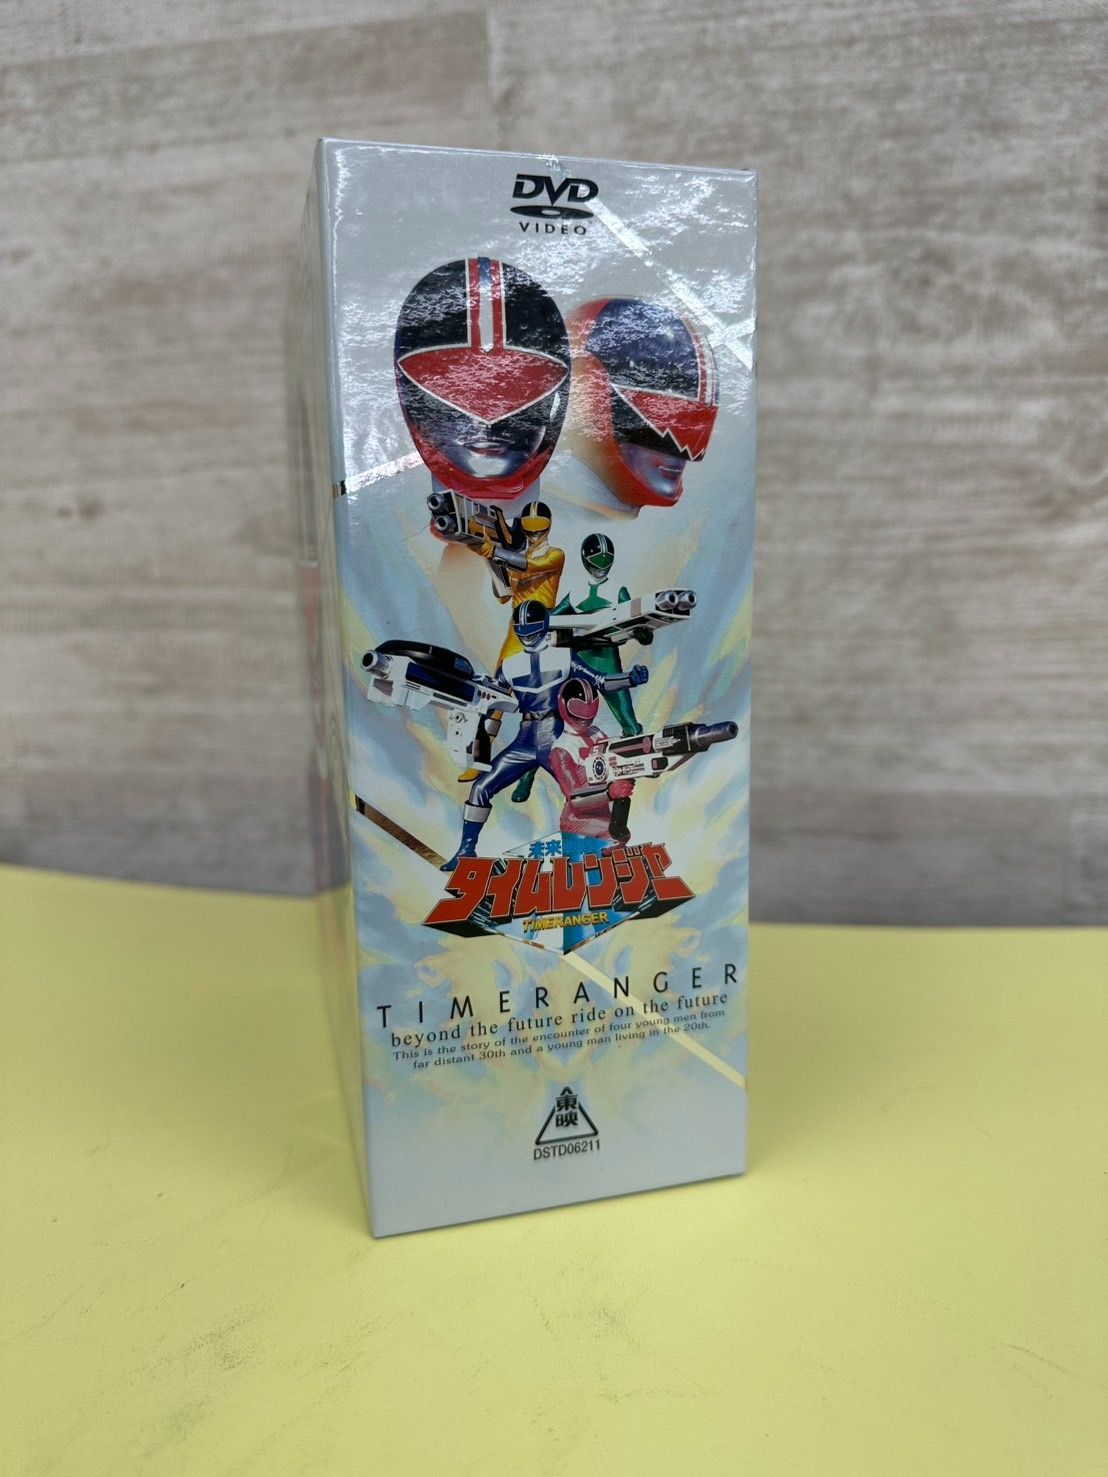 DVD
VIDEO
未来戦隊
タイムレンジャー
TIMERANGER
TIMERANGER
beyond the future ride on the future
This is the story of the encounter of four young men from
far distant 30th and a young man living in the 20th.
東映
DSTD06211